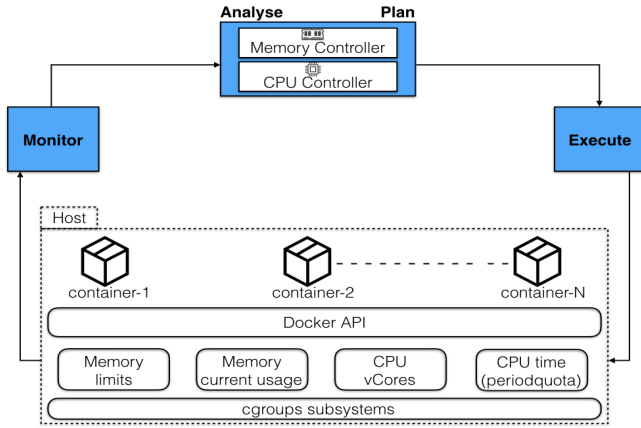 Analyse Plan
Memory Controller
CPU Controller
Monitor
Execute
Host
container-1
container-2
container-N
Docker API
Memory
limits
Memory
current usage
CPU
vCores
CPU time
(periodquota)
cgroups subsystems